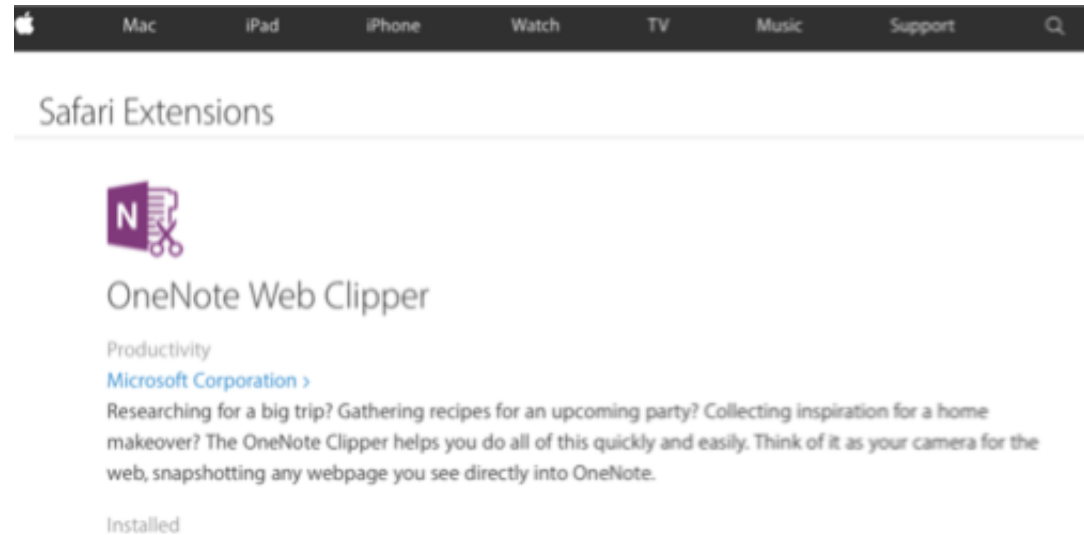 Mac iPad iPhone Watch TV Music Support
Safari Extensions
N
OneNote Web Clipper
Productivity
Microsoft Corporation ›
Researching for a big trip? Gathering recipes for an upcoming party? Collecting inspiration for a home
makeover? The OneNote Clipper helps you do all of this quickly and easily. Think of it as your camera for the
web, snapshotting any webpage you see directly into OneNote.
Installed